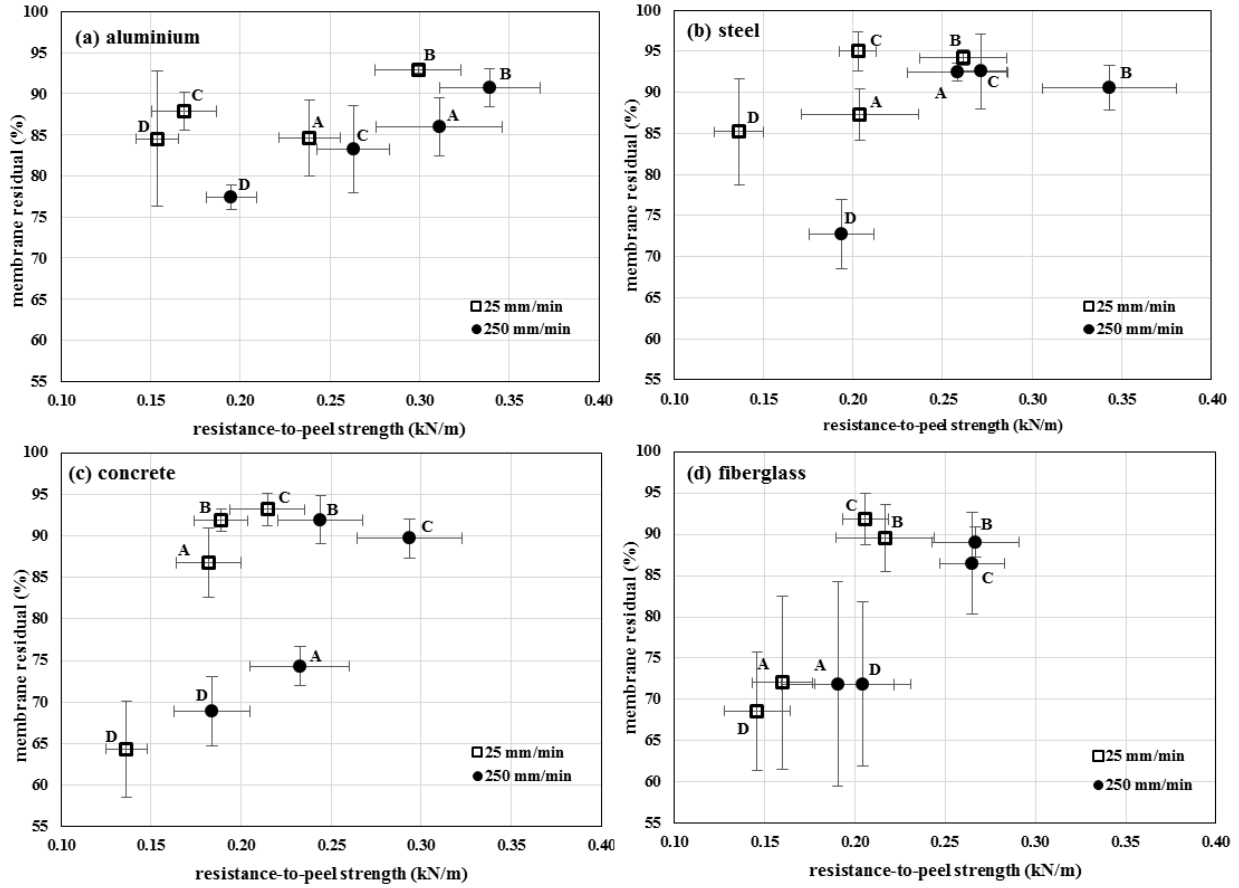 (a) aluminium
membrane residual (%)
100
95
90
85
80
75
70
65
60
55
B
B
C
D
A
A
C
D
25 mm/min
250 mm/min
0.10 0.15 0.20 0.25 0.30 0.35 0.40
resistance-to-peel strength (kN/m)
(b) steel
membrane residual (%)
100
95
90
85
80
75
70
65
60
55
C
B
A
C
B
A
D
D
25 mm/min
250 mm/min
0.10 0.15 0.20 0.25 0.30 0.35 0.40
resistance-to-peel strength (kN/m)
(c) concrete
membrane residual (%)
100
95
90
85
80
75
70
65
60
55
B
C
B
C
A
A
D
D
25 mm/min
250 mm/min
0.10 0.15 0.20 0.25 0.30 0.35 0.40
resistance-to-peel strength (kN/m)
(d) fiberglass
membrane residual (%)
100
95
90
85
80
75
70
65
60
55
C
B
B
C
A
A
D
D
25 mm/min
250 mm/min
0.10 0.15 0.20 0.25 0.30 0.35 0.40
resistance-to-peel strength (kN/m)